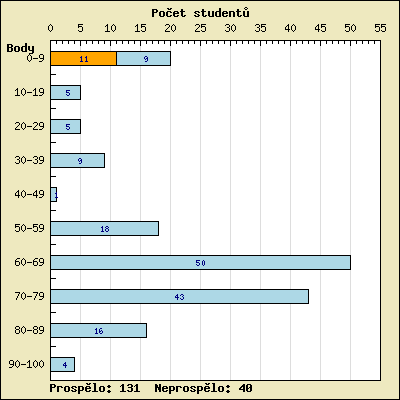 Počet studentů
0 5 10 15 20 25 30 35 40 45 50 55
Body
0-9 11 9
10-19 5
20-29 5
30-39 9
40-49 1
50-59 18
60-69 50
70-79 43
80-89 16
90-100 4
Prospělo: 131 Neprospělo: 40